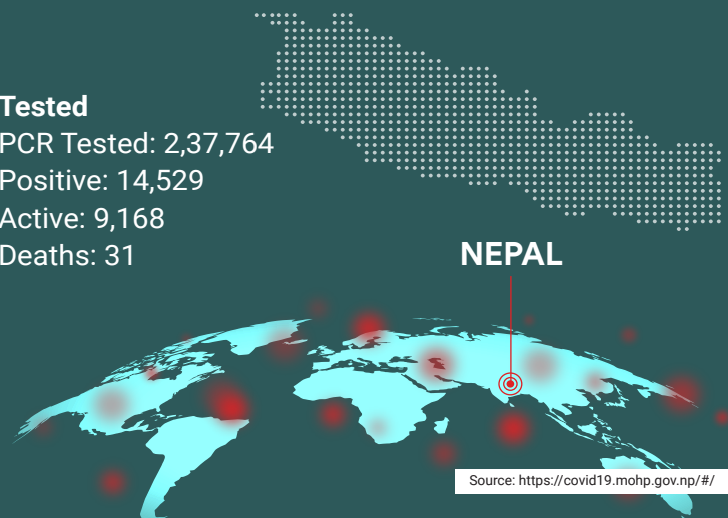 Tested
PCR Tested: 2,37,764
Positive: 14,529
Active: 9,168
Deaths: 31
NEPAL
Source: https://covid19.mohp.gov.np/#/